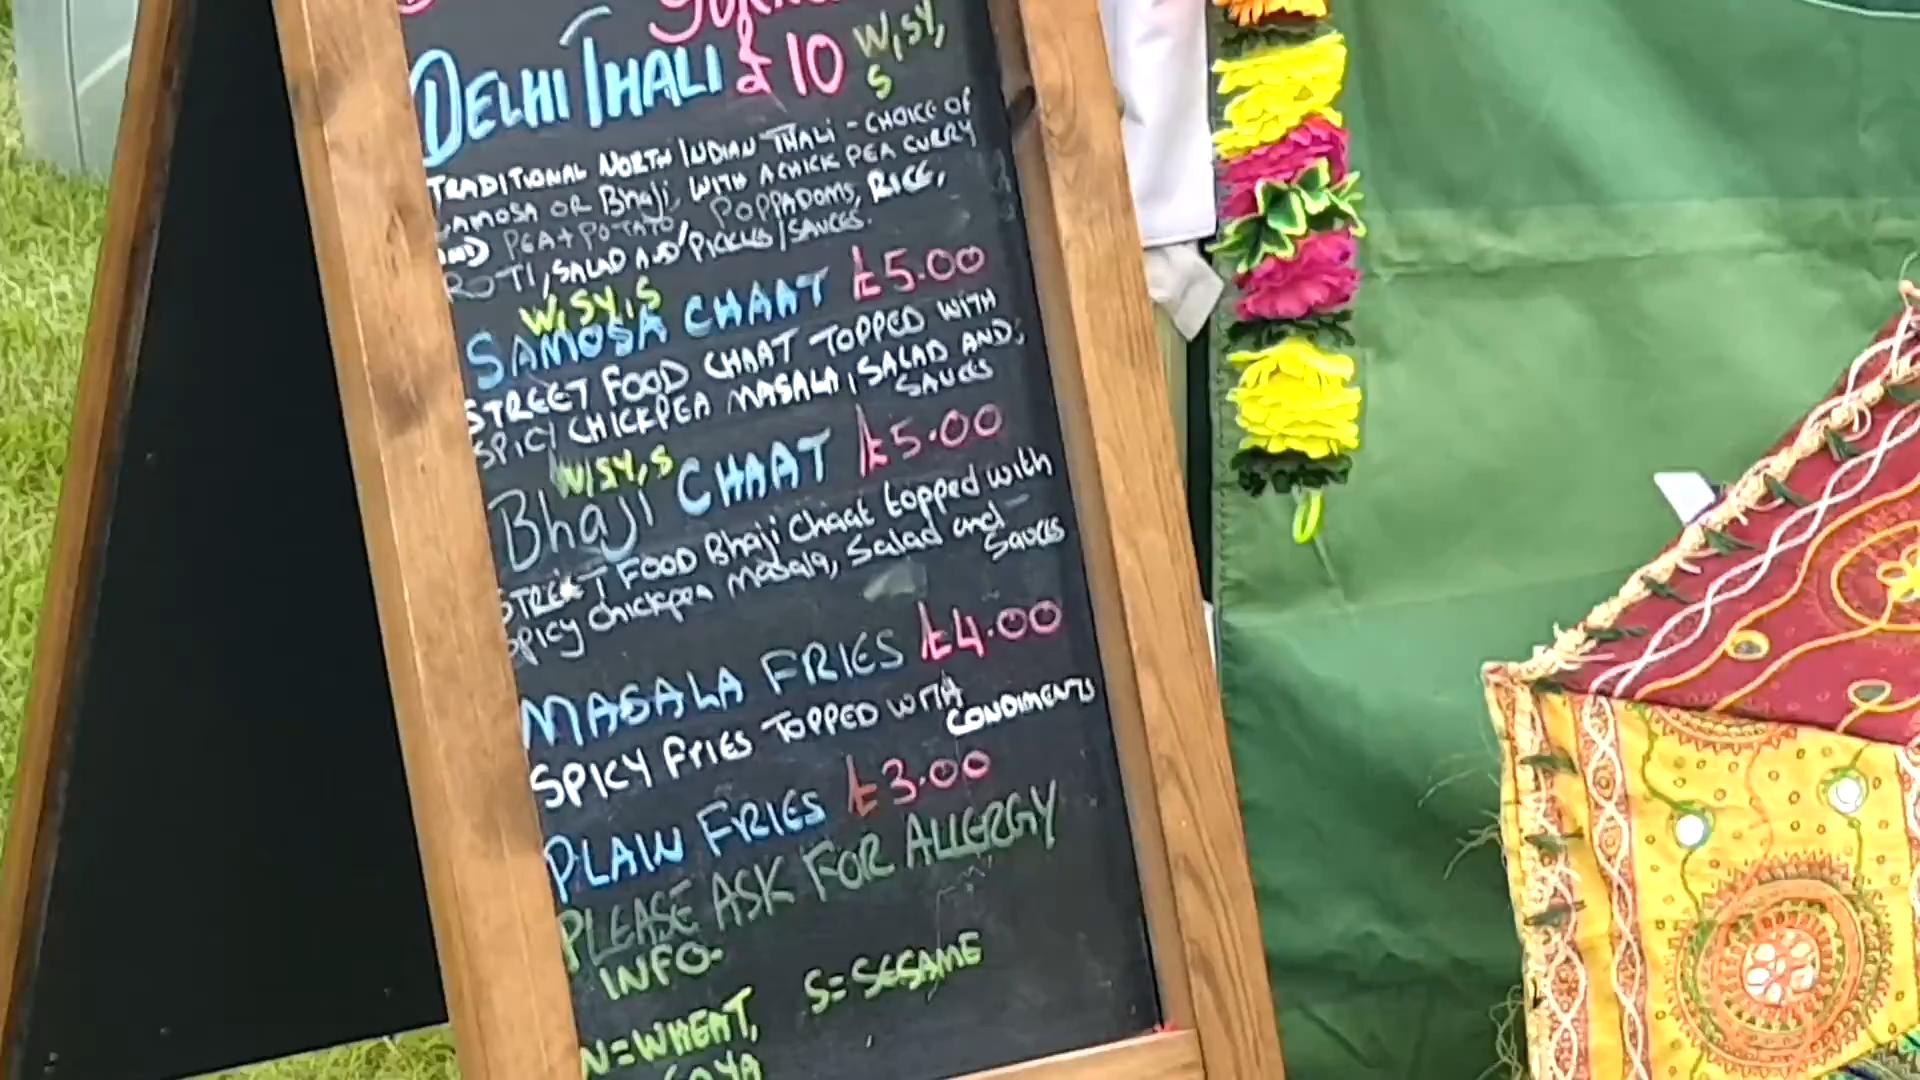 DELHI THALI £10 W, SY,
S
TRADITIONAL NORTH INDIAN THALI - CHOICE OF
SAMOSA OR Bhaji, WITH A CHICK PEA CURRY
AND PEA + POTATO, POPPADOMS, RICE,
ROTI, SALAD AND PICKLES / SAUCES.
W, SY, S
SAMOSA CHAAT £5.00
STREET FOOD CHAAT TOPPED WITH
SPICY CHICKPEA MASALA, SALAD AND
SAUCES
W, SY, S
Bhaji CHAAT £5.00
STREET FOOD Bhaji Chaat topped with
Spicy Chickpea Masala, Salad and
Sauces
MASALA FRIES £4.00
SPICY FRIES TOPPED WITH
CONDIMENTS
PLAIN FRIES £3.00
PLEASE ASK FOR ALLERGY
INFO.
W=WHEAT, S=SESAME
SOYA